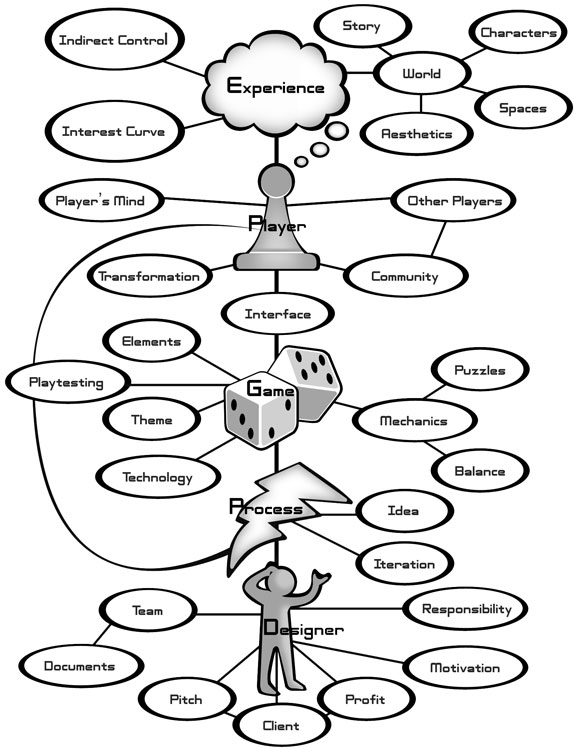 Indirect Control
Story
Characters
World
Experience
Spaces
Interest Curve
Aesthetics
Player's Mind
Other Players
Player
Transformation
Community
Interface
Elements
Puzzles
Playtesting
Game
Theme
Mechanics
Technology
Balance
Process
Idea
Iteration
Team
Responsibility
Designer
Documents
Motivation
Pitch
Profit
Client